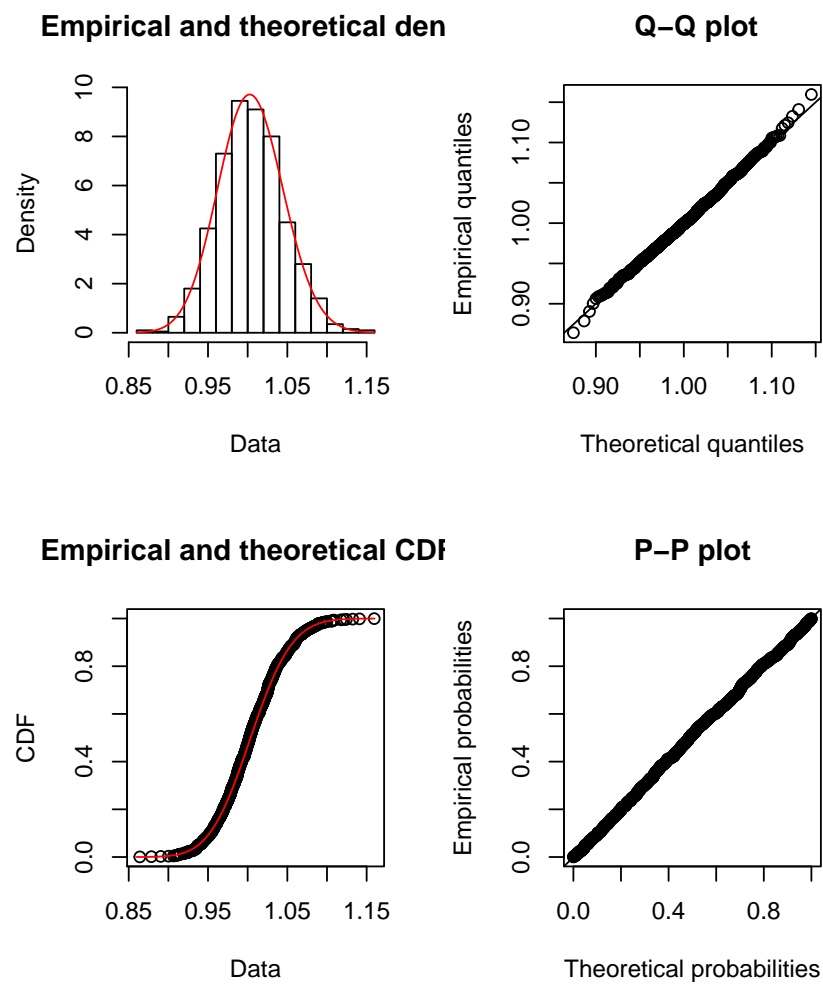 Empirical and theoretical den
Density
0 2 4 6 8 10
0.85 0.95 1.05 1.15
Data
Q−Q plot
Empirical quantiles
0.90 1.00 1.10
0.90 1.00 1.10
Theoretical quantiles
Empirical and theoretical CDF
CDF
0.0 0.4 0.8
0.85 0.95 1.05 1.15
Data
P−P plot
Empirical probabilities
0.0 0.4 0.8
0.0 0.4 0.8
Theoretical probabilities